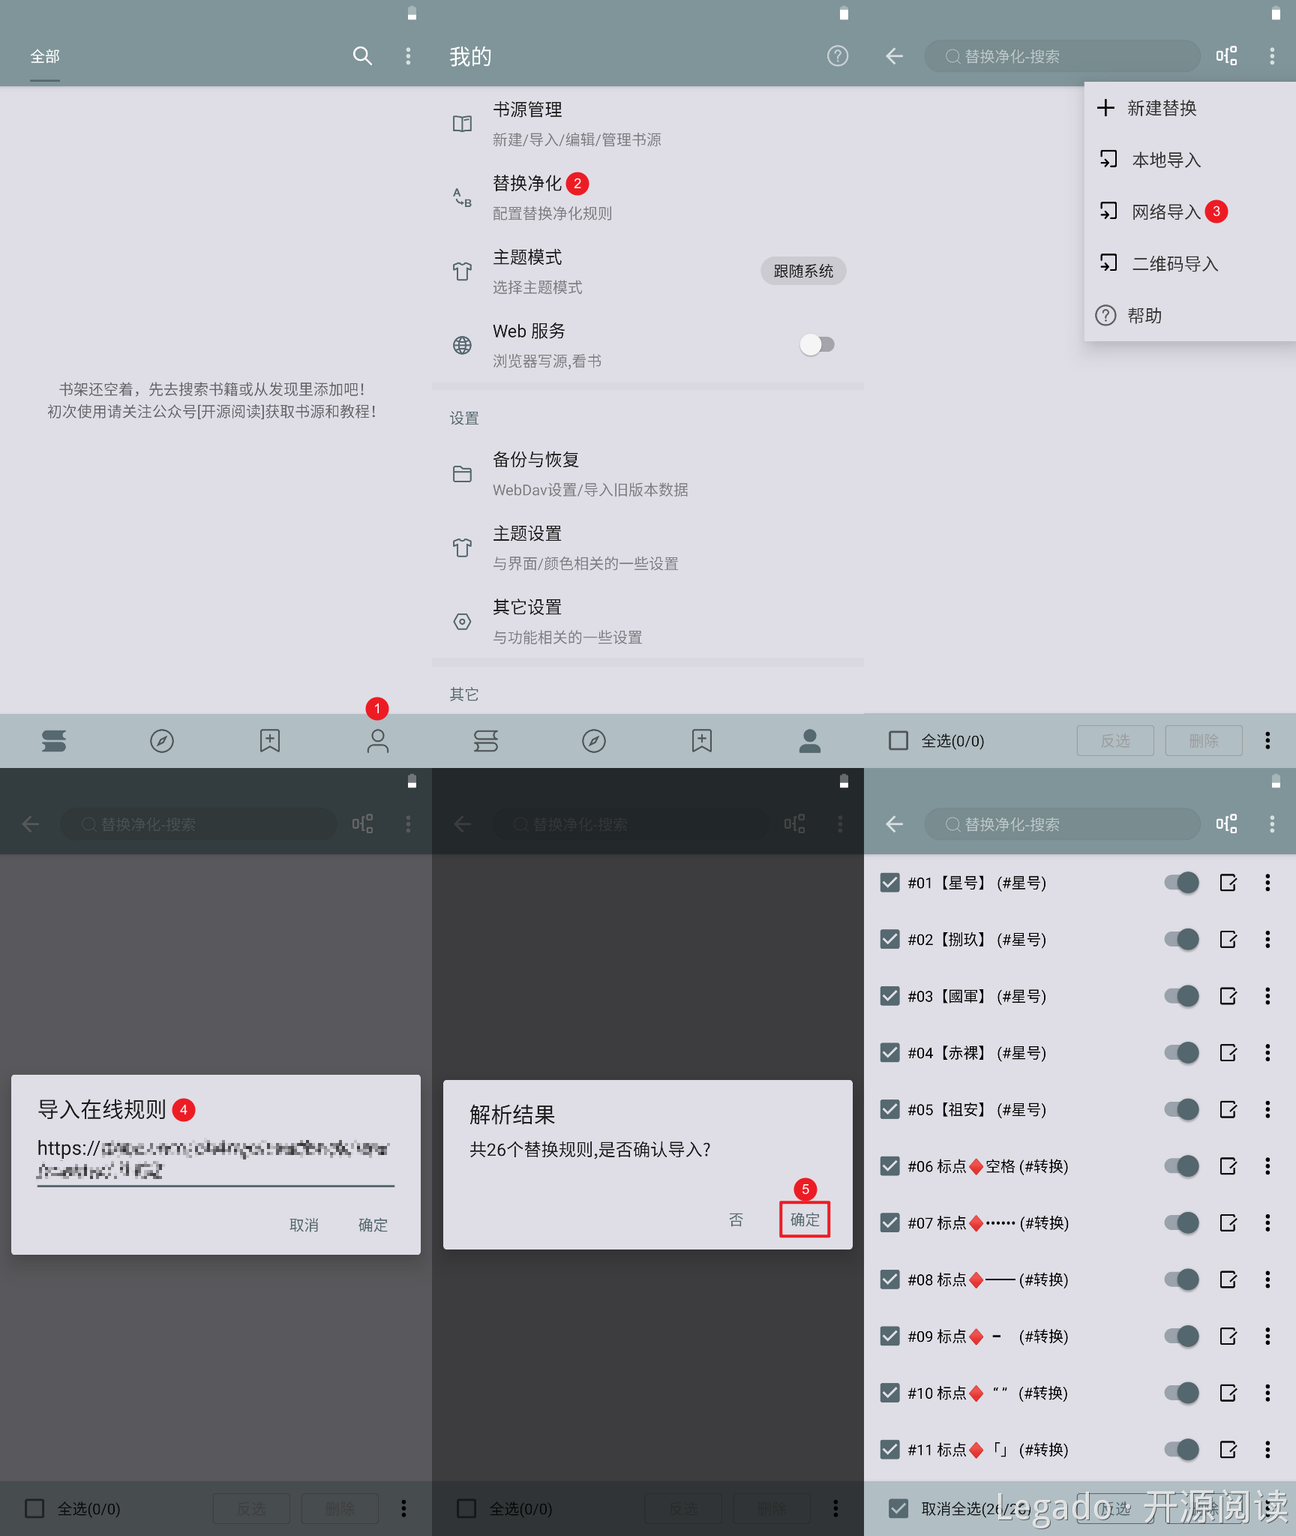 全部
书架还空着，先去搜索书籍或从发现里添加吧！
初次使用请关注公众号[开源阅读]获取书源和教程！
1
我的
书源管理
新建/导入/编辑/管理书源
替换净化 2
A
B
配置替换净化规则
主题模式
选择主题模式
跟随系统
Web 服务
浏览器写源,看书
设置
备份与恢复
WebDav设置/导入旧版本数据
主题设置
与界面/颜色相关的一些设置
其它设置
与功能相关的一些设置
其它
替换净化-搜索
新建替换
本地导入
网络导入 3
二维码导入
帮助
全选(0/0)
反选
删除
替换净化-搜索
导入在线规则 4
https://
取消
确定
全选(0/0)
反选
删除
替换净化-搜索
解析结果
共26个替换规则,是否确认导入?
5
否
确定
全选(0/0)
反选
删除
替换净化-搜索
#01【星号】 (#星号)
#02【捌玖】 (#星号)
#03【國軍】 (#星号)
#04【赤裸】 (#星号)
#05【祖安】 (#星号)
#06 标点♦空格 (#转换)
#07 标点♦······ (#转换)
#08 标点♦—— (#转换)
#09 标点♦ - (#转换)
#10 标点♦ “ ” (#转换)
#11 标点♦「」 (#转换)
取消全选(26/26)
反选
Legado · 开源阅读